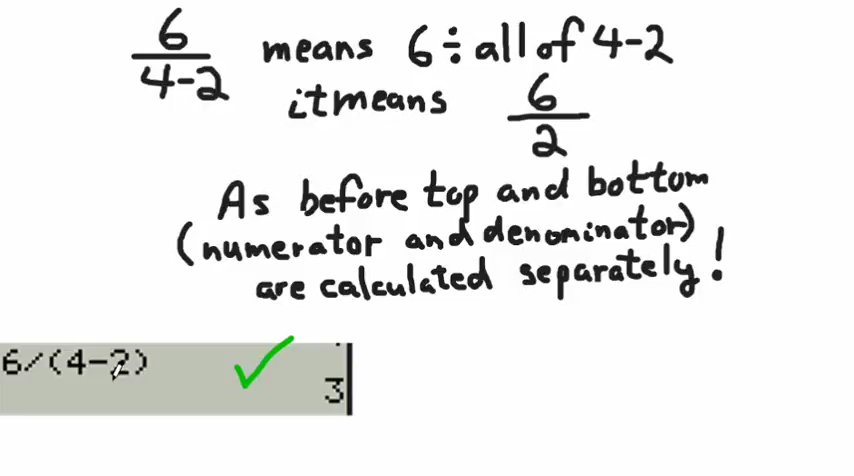 6/4-2 means 6÷all of 4-2
it means 6/2
As before top and bottom
(numerator and denominator)
are calculated separately!
6/(4-2) ✓
3